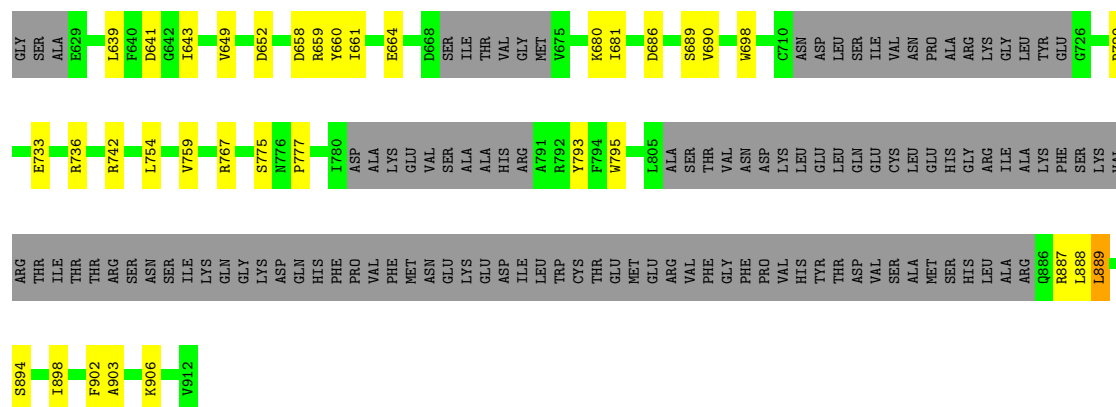 GLY SER ALA E629 L639 F640 D641 G642 I643 V649 D652 D658 R659 Y660 I661 E664 D668 SER ILE THR VAL GLY MET V675 K680 I681 D686 S689 V690 W698 C710 ASN ASP LEU SER ILE VAL ASN PRO ALA ARG LYS GLY LEU TYR GLU G726
E733 R736 R742 L754 V759 R767 S775 N776 P777 I780 ASP ALA LYS GLU VAL SER ALA ALA HIS ARG A791 R792 Y793 F794 W795 L805 ALA SER THR VAL ASN ASP LYS LEU GLU LEU GLN GLU CYS LEU GLU HIS GLY ARG ILE ALA LYS PHE SER LYS VAL
ARG THR ILE THR THR ARG SER ASN SER ILE LYS GLN GLY LYS ASP GLN HIS PHE PRO VAL PHE MET ASN GLU LYS GLU ASP ILE LEU TRP CYS THR GLU MET GLU ARG VAL PHE GLY PHE PRO VAL HIS TYR THR ASP VAL SER ALA MET SER HIS LEU ALA ARG Q886 R887 L888 L889
S894 I898 F902 A903 K906 V912